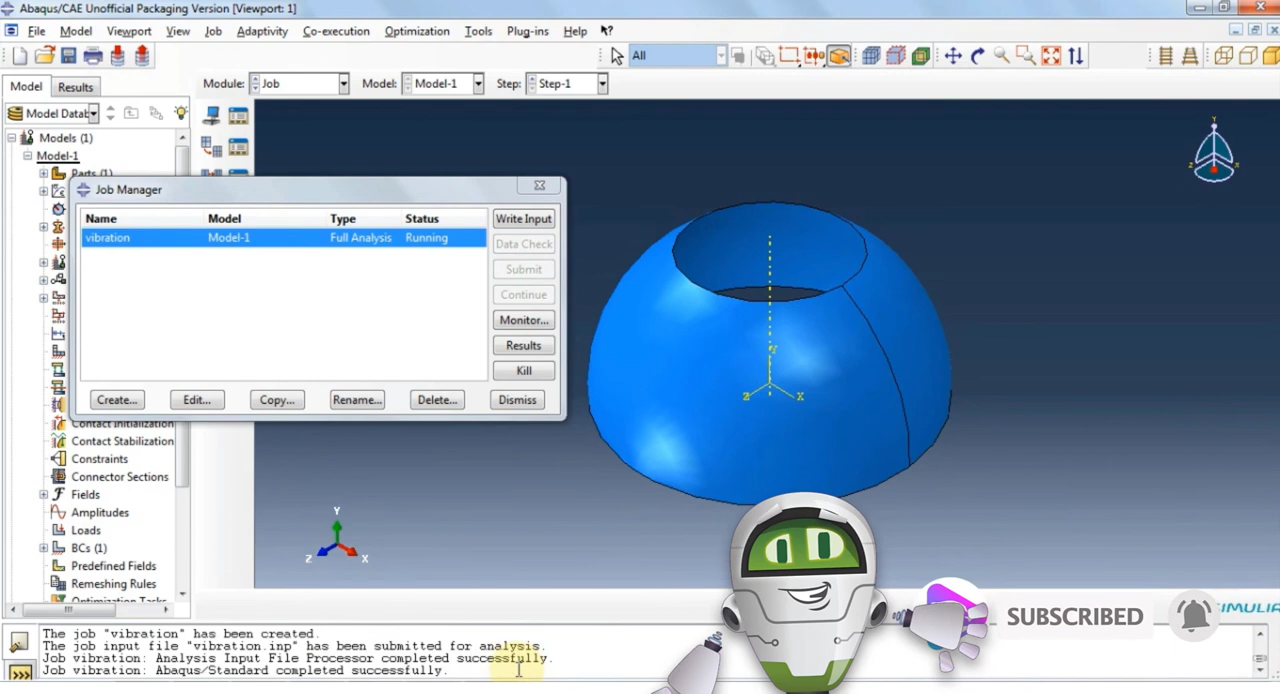 Abaqus/CAE Unofficial Packaging Version [Viewport: 1]
File Model Viewport View Job Adaptivity Co-execution Optimization Tools Plug-ins Help
All
Model Results Module: Job Model: Model-1 Step: Step-1
Model Datab
Models (1)
Model-1
Parts (1)
Job Manager
Name Model Type Status Write Input
vibration Model-1 Full Analysis Running
Data Check
Submit
Continue
Monitor...
Results
Kill
Create... Edit... Copy... Rename... Delete... Dismiss
Contact Initialization
Contact Stabilization
Constraints
Connector Sections
Fields
Amplitudes
Loads
BCs (1)
Predefined Fields
Remeshing Rules
Optimization Tasks
Y
Z X
Y
Z X
Y
Z X
SUBSCRIBED
SIMULIA
The job "vibration" has been created.
The job input file "vibration.inp" has been submitted for analysis.
Job vibration: Analysis Input File Processor completed successfully.
Job vibration: Abaqus/Standard completed successfully.
>>>